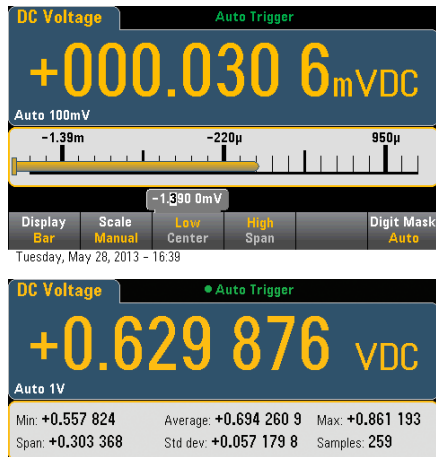 DC Voltage Auto Trigger
+000.030 6mVDC
Auto 100mV
-1.39m -220µ 950µ
-1.390 0mV
Display Scale Low High Digit Mask
Bar Manual Center Span Auto
Tuesday, May 28, 2013 - 16:39
DC Voltage Auto Trigger
+0.629 876 VDC
Auto 1V
Min: +0.557 824 Average: +0.694 260 9 Max: +0.861 193
Span: +0.303 368 Std dev: +0.057 179 8 Samples: 259